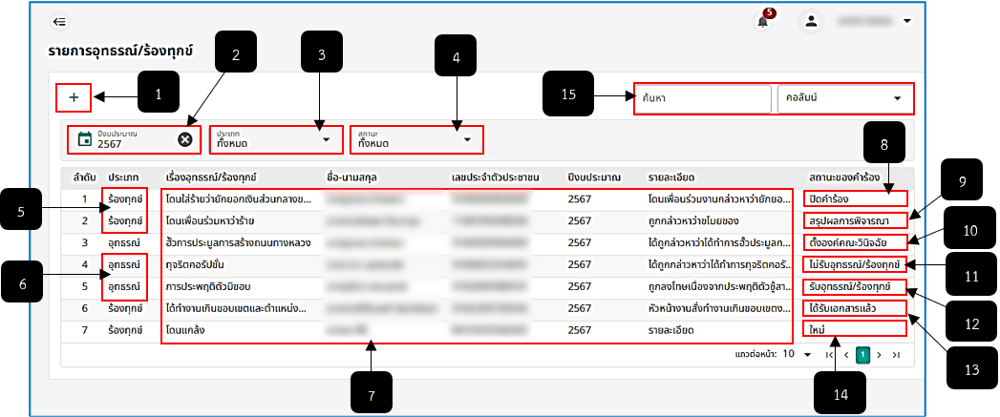 5
รายการอุทธรณ์/ร้องทุกข์
2
3
4
1
15
ค้นหา
คอลัมน์
+
ปีงบประมาณ
2567
ประเภท
ทั้งหมด
สถานะ
ทั้งหมด
8
ลำดับ ประเภท เรื่องอุทธรณ์/ร้องทุกข์ ชื่อ-นามสกุล เลขประจำตัวประชาชน ปีงบประมาณ รายละเอียด สถานะของคำร้อง
9
1 ร้องทุกข์ โดนใส่ร้ายว่ายักยอกเงินส่วนกลางข... 2567 โดนเพื่อนร่วมงานกล่าวหาว่ายักยอ... ปิดคำร้อง
5
2 ร้องทุกข์ โดนเพื่อนร่วมหาว่าร้าย 2567 ถูกกล่าวหาว่าขโมยของ สรุปผลการพิจารณา
10
3 อุทธรณ์ ฮั้วการประมูลการสร้างถนนทางหลวง 2567 ได้ถูกกล่าวหาว่าได้ทำการฮั้วประมูลก... ตั้งองค์คณะวินิจฉัย
4 อุทธรณ์ ทุจริตคอรัปชั่น 2567 ได้ถูกกล่าวหาว่าได้ทำการทุจริตคอรั... ไม่รับอุทธรณ์/ร้องทุกข์
11
6
5 อุทธรณ์ การประพฤติตัวมิชอบ 2567 ถูกลงโทษเนื่องจากประพฤติตัวชู้สา... รับอุทธรณ์/ร้องทุกข์
6 ร้องทุกข์ ได้ทำงานเกินขอบเขตและตำแหน่ง... 2567 หัวหน้างานสั่งทำงานเกินขอบเขตง... ได้รับเอกสารแล้ว
12
7 ร้องทุกข์ โดนแกล้ง 2567 รายละเอียด ใหม่
แถวต่อหน้า: 10 1
13
7
14